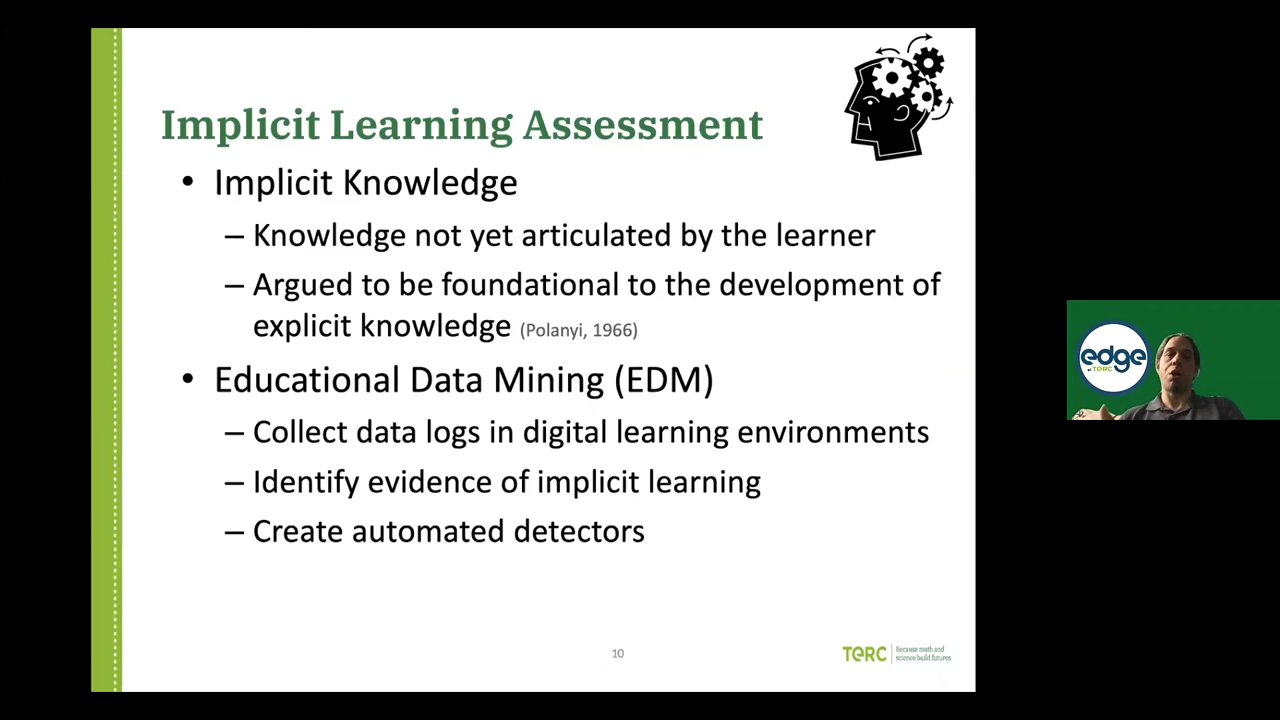 Implicit Learning Assessment
• Implicit Knowledge
– Knowledge not yet articulated by the learner
– Argued to be foundational to the development of
explicit knowledge (Polanyi, 1966)
• Educational Data Mining (EDM)
– Collect data logs in digital learning environments
– Identify evidence of implicit learning
– Create automated detectors
10
TERC
Because math and
science build futures
edge
at TERC